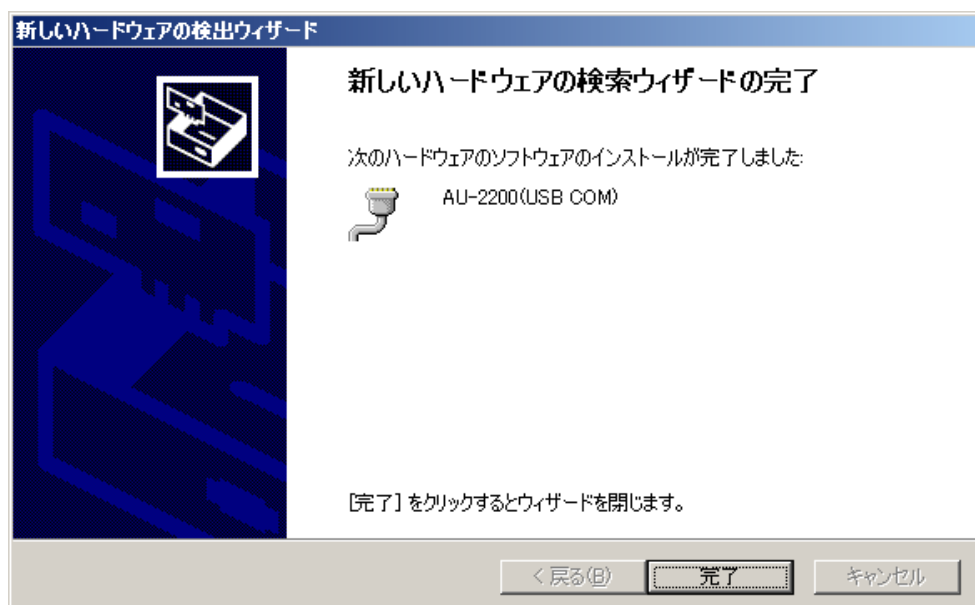 新しいハードウェアの検出ウィザード
新しいハードウェアの検索ウィザードの完了
次のハードウェアのソフトウェアのインストールが完了しました:
AU-2200(USB COM)
[完了] をクリックするとウィザードを閉じます。
< 戻る(B)
完了
キャンセル